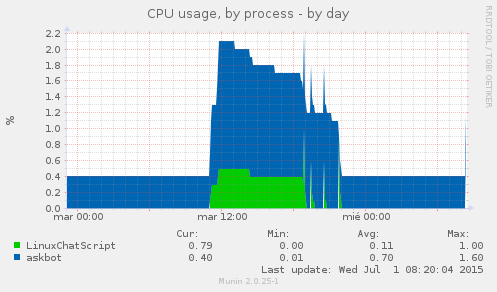 CPU usage, by process - by day
RRDTOOL / TOBI OETIKER
%
2.2
2.0
1.8
1.6
1.4
1.2
1.0
0.8
0.6
0.4
0.2
0.0
mar 00:00 mar 12:00 mié 00:00
Cur: Min: Avg: Max:
LinuxChatScript 0.79 0.00 0.11 1.00
askbot 0.40 0.01 0.70 1.60
Last update: Wed Jul 1 08:20:04 2015
Munin 2.0.25-1